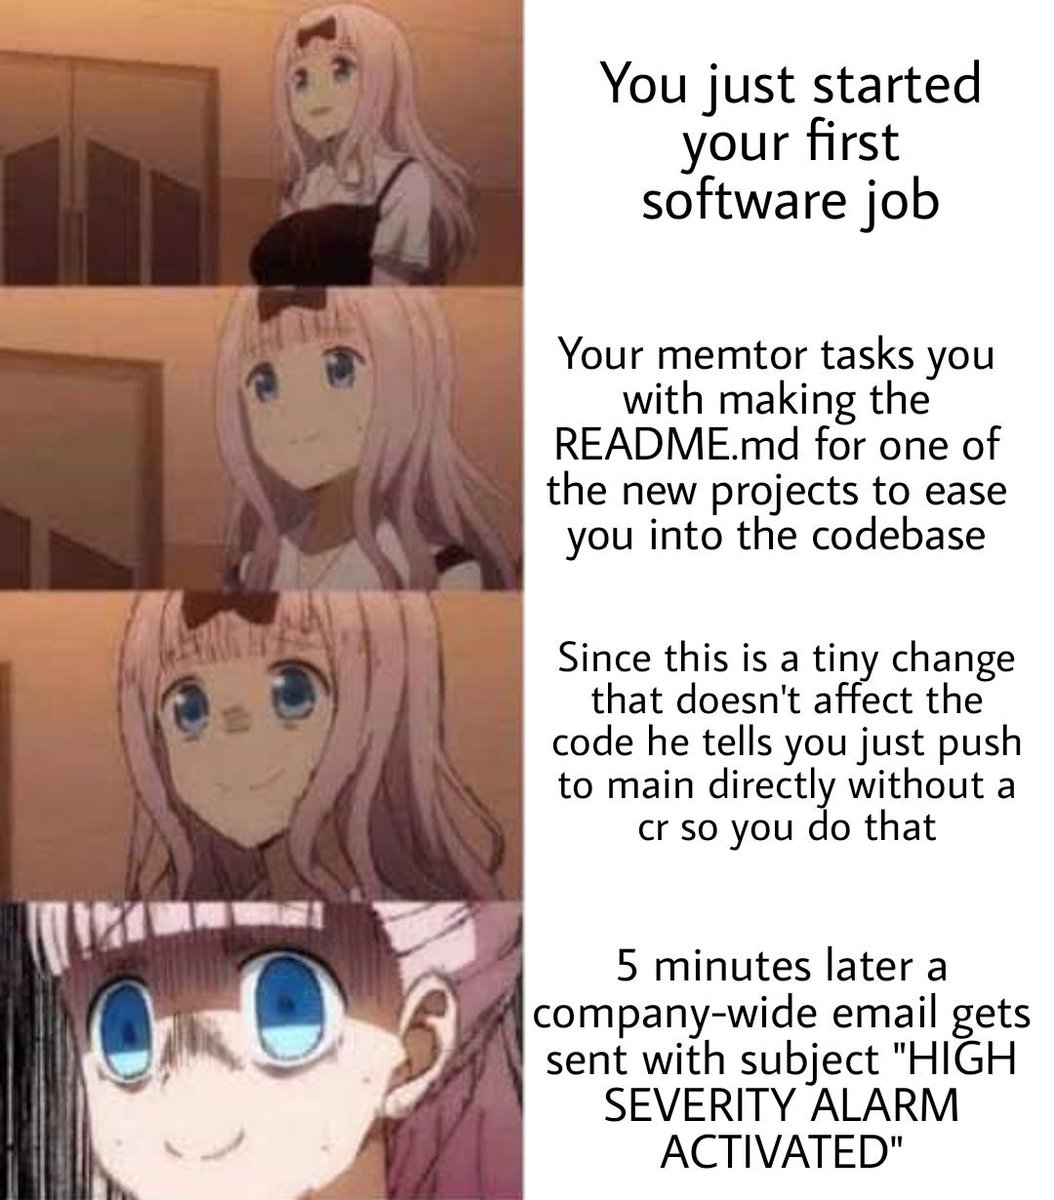 You just started
your first
software job
Your memtor tasks you
with making the
README.md for one of
the new projects to ease
you into the codebase
Since this is a tiny change
that doesn't affect the
code he tells you just push
to main directly without a
cr so you do that
5 minutes later a
company-wide email gets
sent with subject "HIGH
SEVERITY ALARM
ACTIVATED"